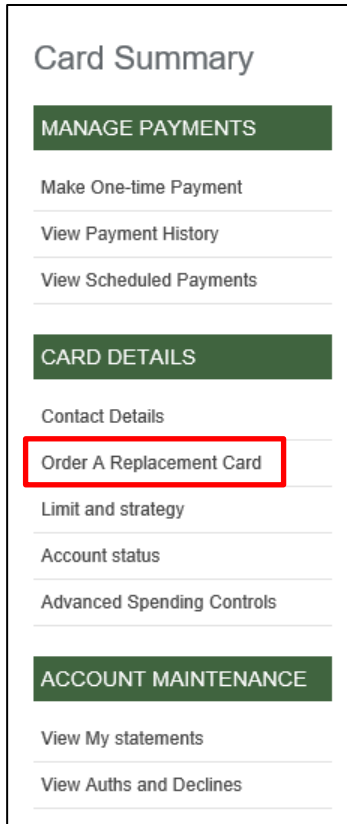 Card Summary
MANAGE PAYMENTS
Make One-time Payment
View Payment History
View Scheduled Payments
CARD DETAILS
Contact Details
Order A Replacement Card
Limit and strategy
Account status
Advanced Spending Controls
ACCOUNT MAINTENANCE
View My statements
View Auths and Declines